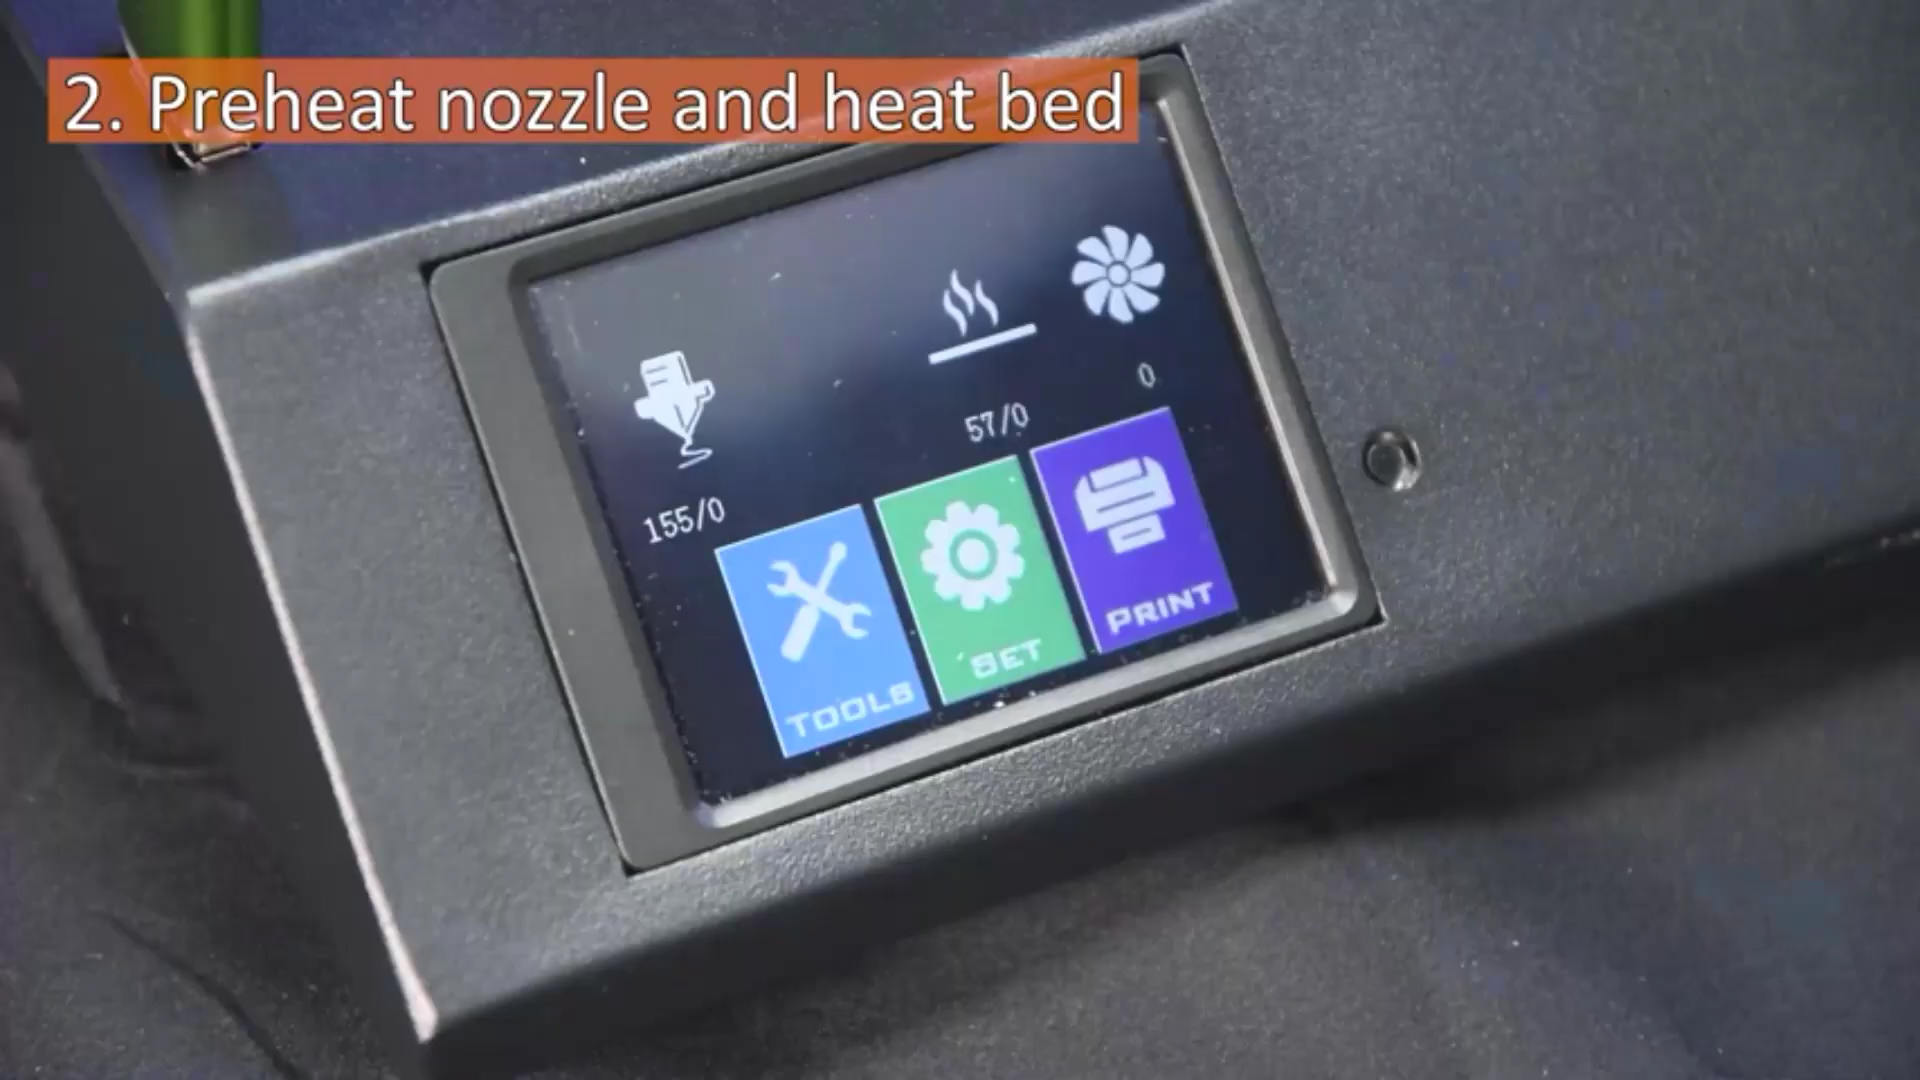 2. Preheat nozzle and heat bed
155/0
57/0
0
TOOLS
SET
PRINT